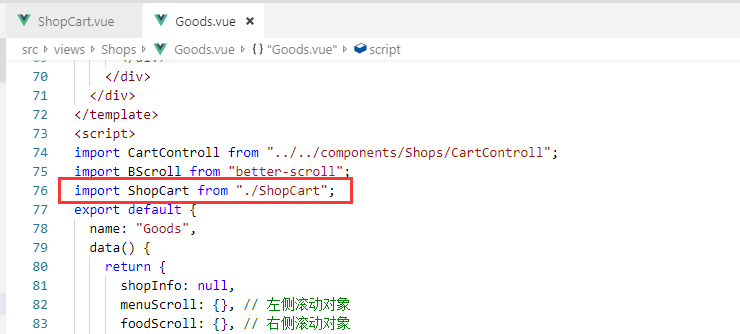 ShopCart.vue Goods.vue ×
src > views > Shops > Goods.vue > {} "Goods.vue" > script
70 </div>
71 </div>
72 </template>
73 <script>
74 import CartControll from "../../components/Shops/CartControll";
75 import BScroll from "better-scroll";
76 import ShopCart from "./ShopCart";
77 export default {
78 name: "Goods",
79 data() {
80 return {
81 shopInfo: null,
82 menuScroll: {}, // 左侧滚动对象
83 foodScroll: {}, // 右侧滚动对象